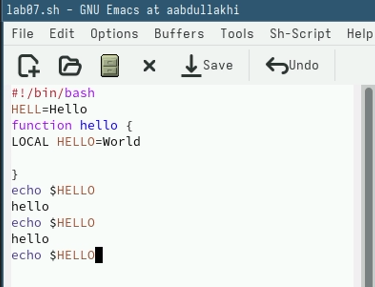 lab07.sh - GNU Emacs at aabdullakhi
File Edit Options Buffers Tools Sh-Script Help
Save Undo
#!/bin/bash
HELL=Hello
function hello {
LOCAL HELLO=World
}
echo $HELLO
hello
echo $HELLO
hello
echo $HELLO